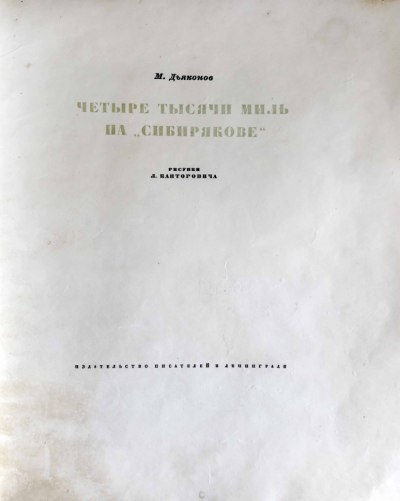 М. Дьяконов
ЧЕТЫРЕ ТЫСЯЧИ МИЛЬ
НА „СИБИРЯКОВЕ“
РИСУНКИ
Л. КАНТОРОВИЧА
ИЗДАТЕЛЬСТВО ПИСАТЕЛЕЙ В ЛЕНИНГРАДЕ